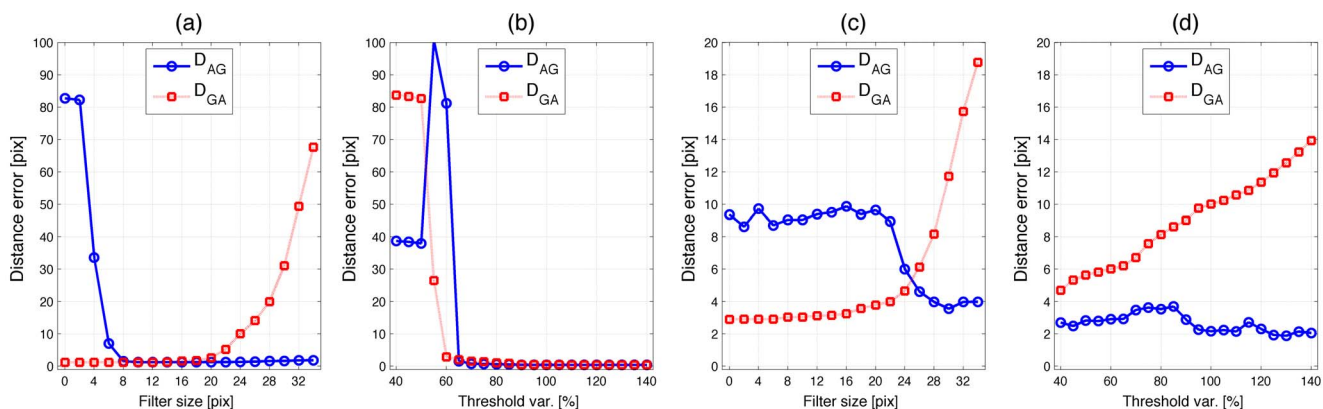 (a)
Distance error [pix]
100
90
80
70
60
50
40
30
20
10
0
D_AG
D_GA
0 4 8 12 16 20 24 28 32
Filter size [pix]
(b)
Distance error [pix]
100
90
80
70
60
50
40
30
20
10
0
D_AG
D_GA
40 60 80 100 120 140
Threshold var. [%]
(c)
Distance error [pix]
20
18
16
14
12
10
8
6
4
2
0
D_AG
D_GA
0 4 8 12 16 20 24 28 32
Filter size [pix]
(d)
Distance error [pix]
20
18
16
14
12
10
8
6
4
2
0
D_AG
D_GA
40 60 80 100 120 140
Threshold var. [%]